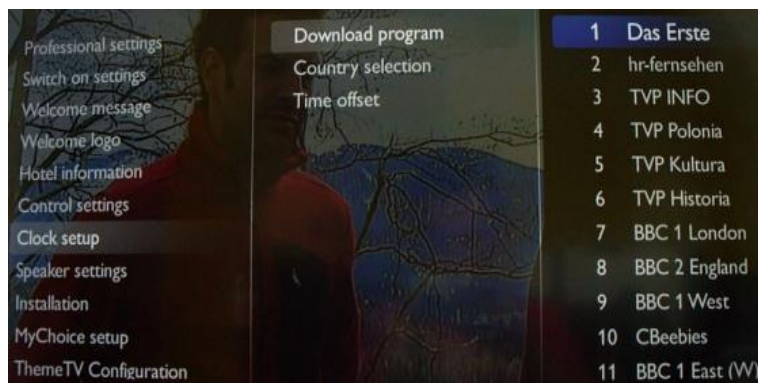 Professional settings
Switch on settings
Welcome message
Welcome logo
Hotel information
Control settings
Clock setup
Speaker settings
Installation
MyChoice setup
ThemeTV Configuration
Download program
Country selection
Time offset
1 Das Erste
2 hr-fernsehen
3 TVP INFO
4 TVP Polonia
5 TVP Kultura
6 TVP Historia
7 BBC 1 London
8 BBC 2 England
9 BBC 1 West
10 CBeebies
11 BBC 1 East (W)